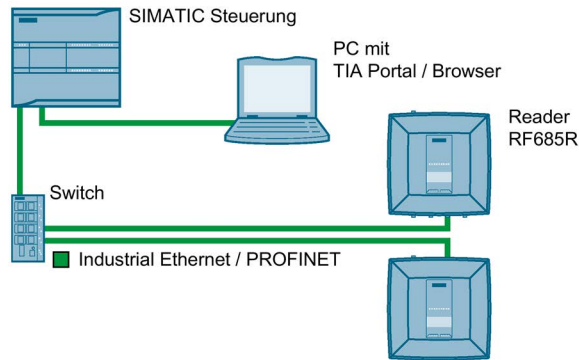 SIMATIC Steuerung
PC mit
TIA Portal / Browser
Reader
RF685R
Switch
Industrial Ethernet / PROFINET